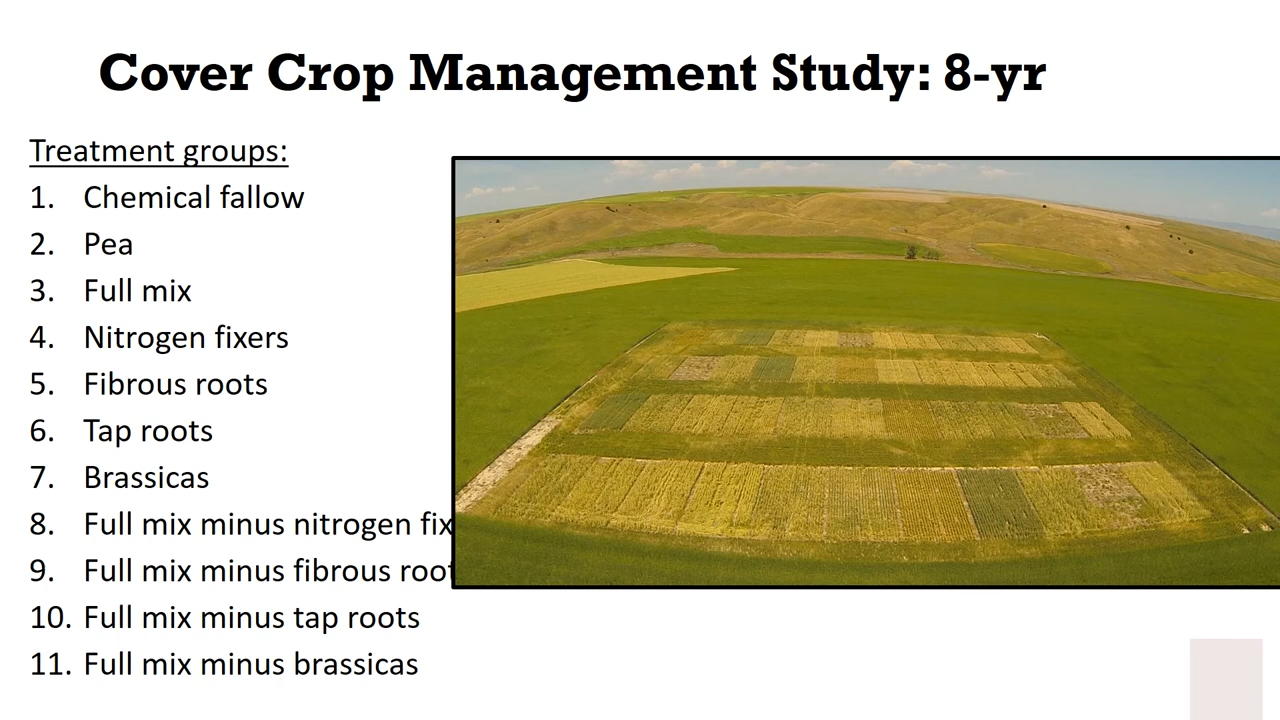 Cover Crop Management Study: 8-yr
Treatment groups:
1. Chemical fallow
2. Pea
3. Full mix
4. Nitrogen fixers
5. Fibrous roots
6. Tap roots
7. Brassicas
8. Full mix minus nitrogen fix
9. Full mix minus fibrous root
10. Full mix minus tap roots
11. Full mix minus brassicas